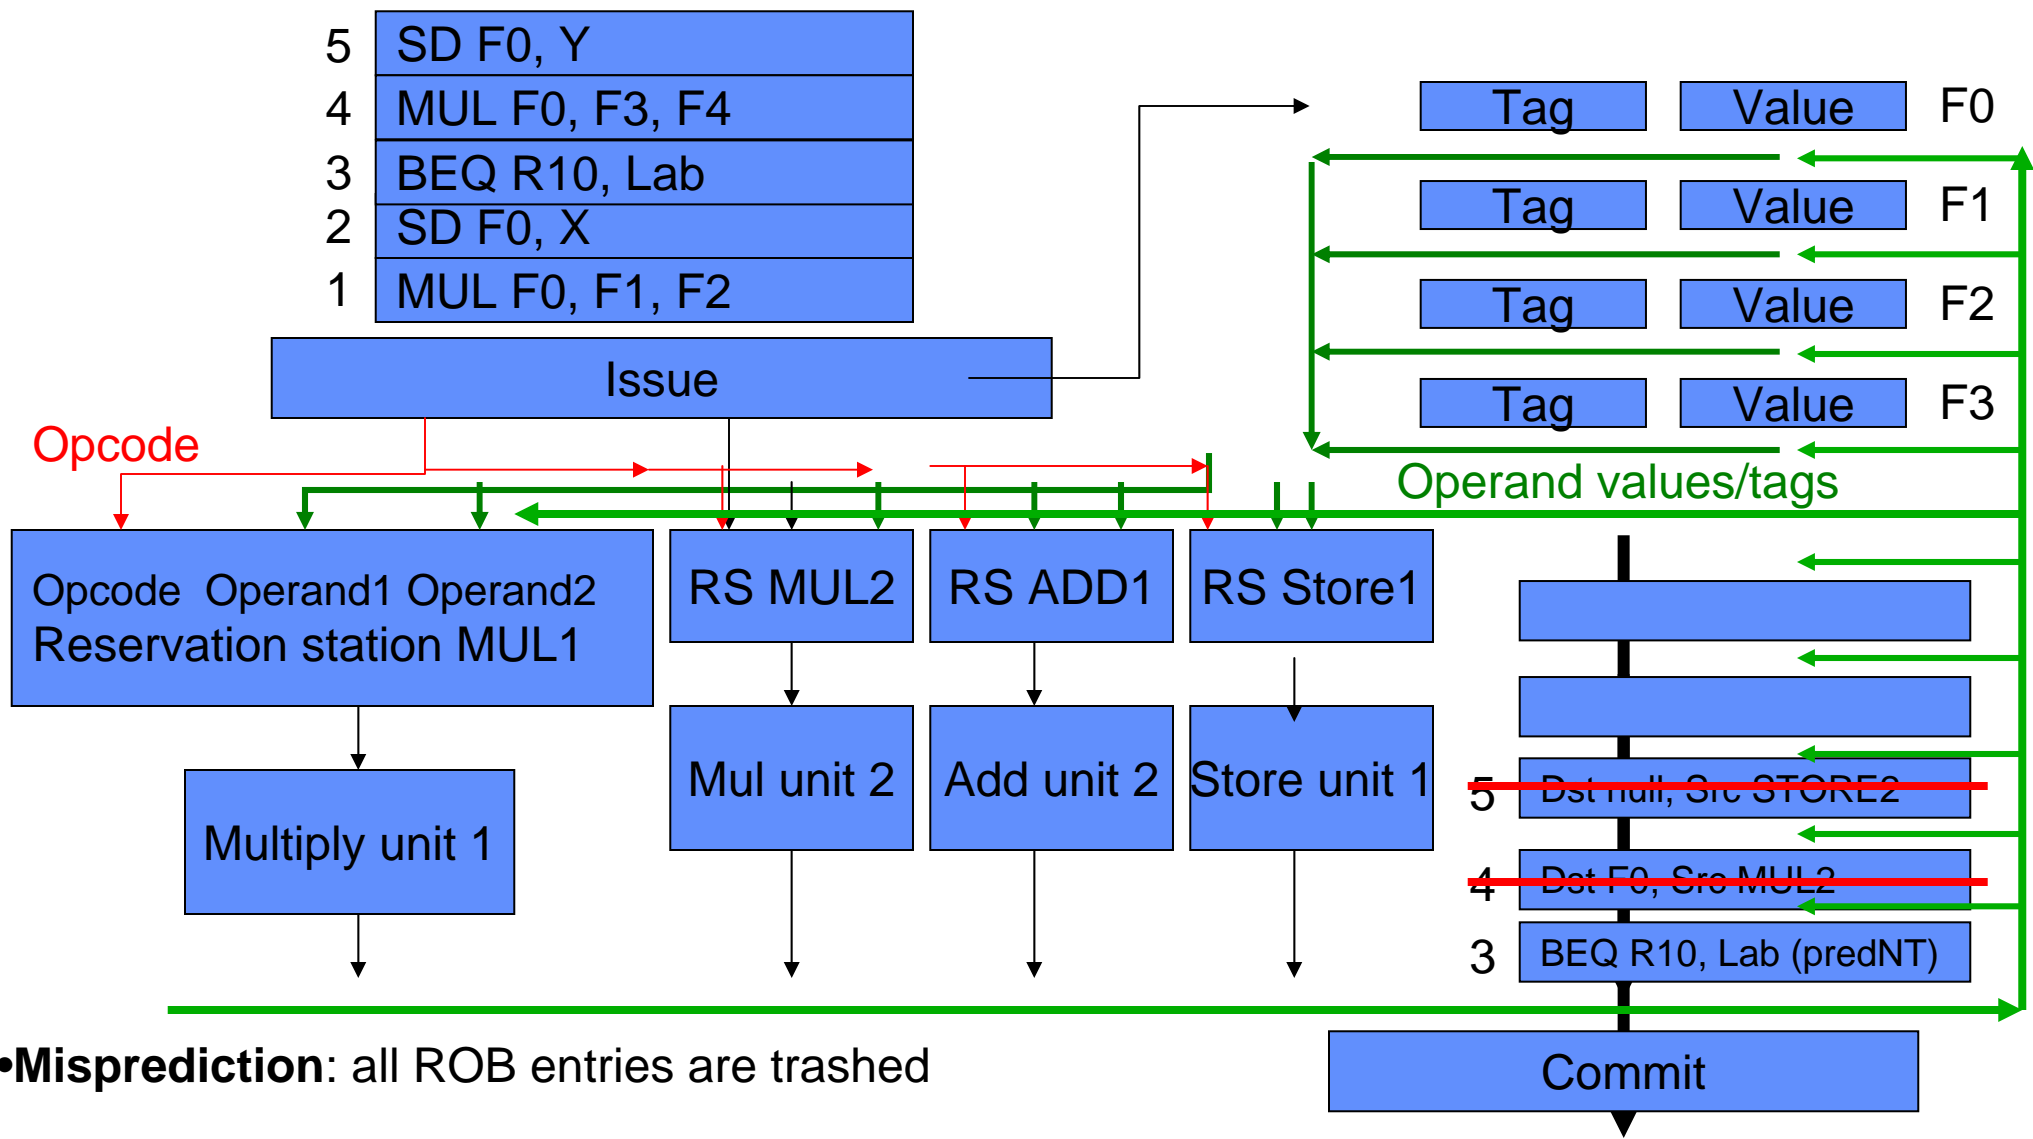 5 SD F0, Y
4 MUL F0, F3, F4
3 BEQ R10, Lab
2 SD F0, X
1 MUL F0, F1, F2
Issue
Tag Value F0
Tag Value F1
Tag Value F2
Tag Value F3
Opcode
Operand values/tags
Opcode Operand1 Operand2
Reservation station MUL1
RS MUL2
RS ADD1
RS Store1
Multiply unit 1
Mul unit 2
Add unit 2
Store unit 1
5 Dst null, Src STORE2
4 Dst F0, Src MUL2
3 BEQ R10, Lab (predNT)
Commit
•Misprediction: all ROB entries are trashed